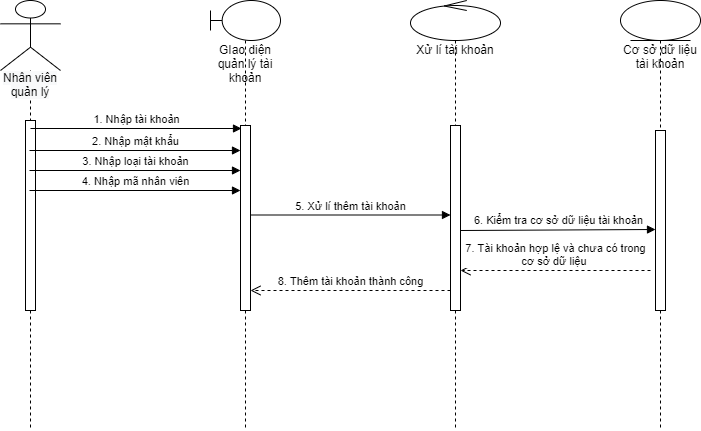 Nhân viên
quản lý
Giao diện
quản lý tài
khoản
Xử lí tài khoản
Cơ sở dữ liệu
tài khoản
1. Nhập tài khoản
2. Nhập mật khẩu
3. Nhập loại tài khoản
4. Nhập mã nhân viên
5. Xử lí thêm tài khoản
6. Kiểm tra cơ sở dữ liệu tài khoản
7. Tài khoản hợp lệ và chưa có trong
cơ sở dữ liệu
8. Thêm tài khoản thành công